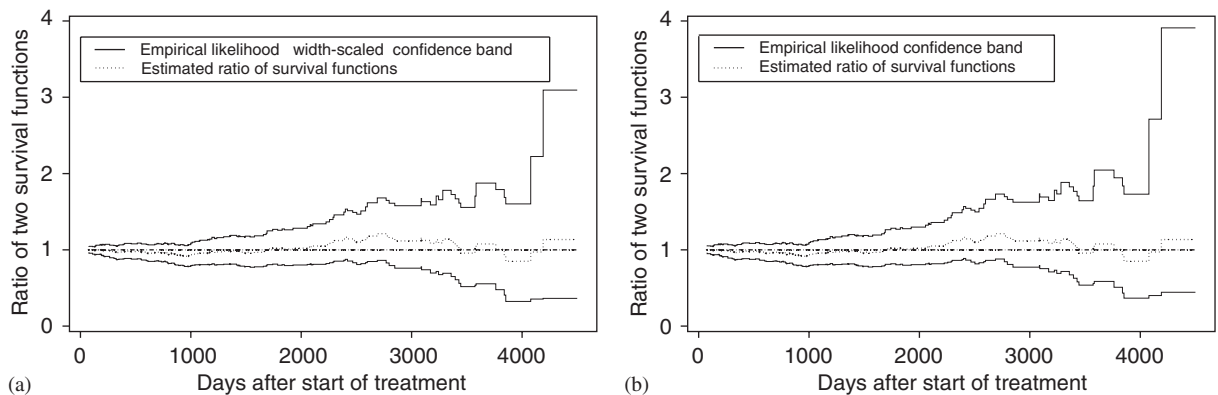 4
3
2
1
0
Ratio of two survival functions
Empirical likelihood width-scaled confidence band
Estimated ratio of survival functions
0 1000 2000 3000 4000
(a) Days after start of treatment
4
3
2
1
0
Ratio of two survival functions
Empirical likelihood confidence band
Estimated ratio of survival functions
0 1000 2000 3000 4000
(b) Days after start of treatment